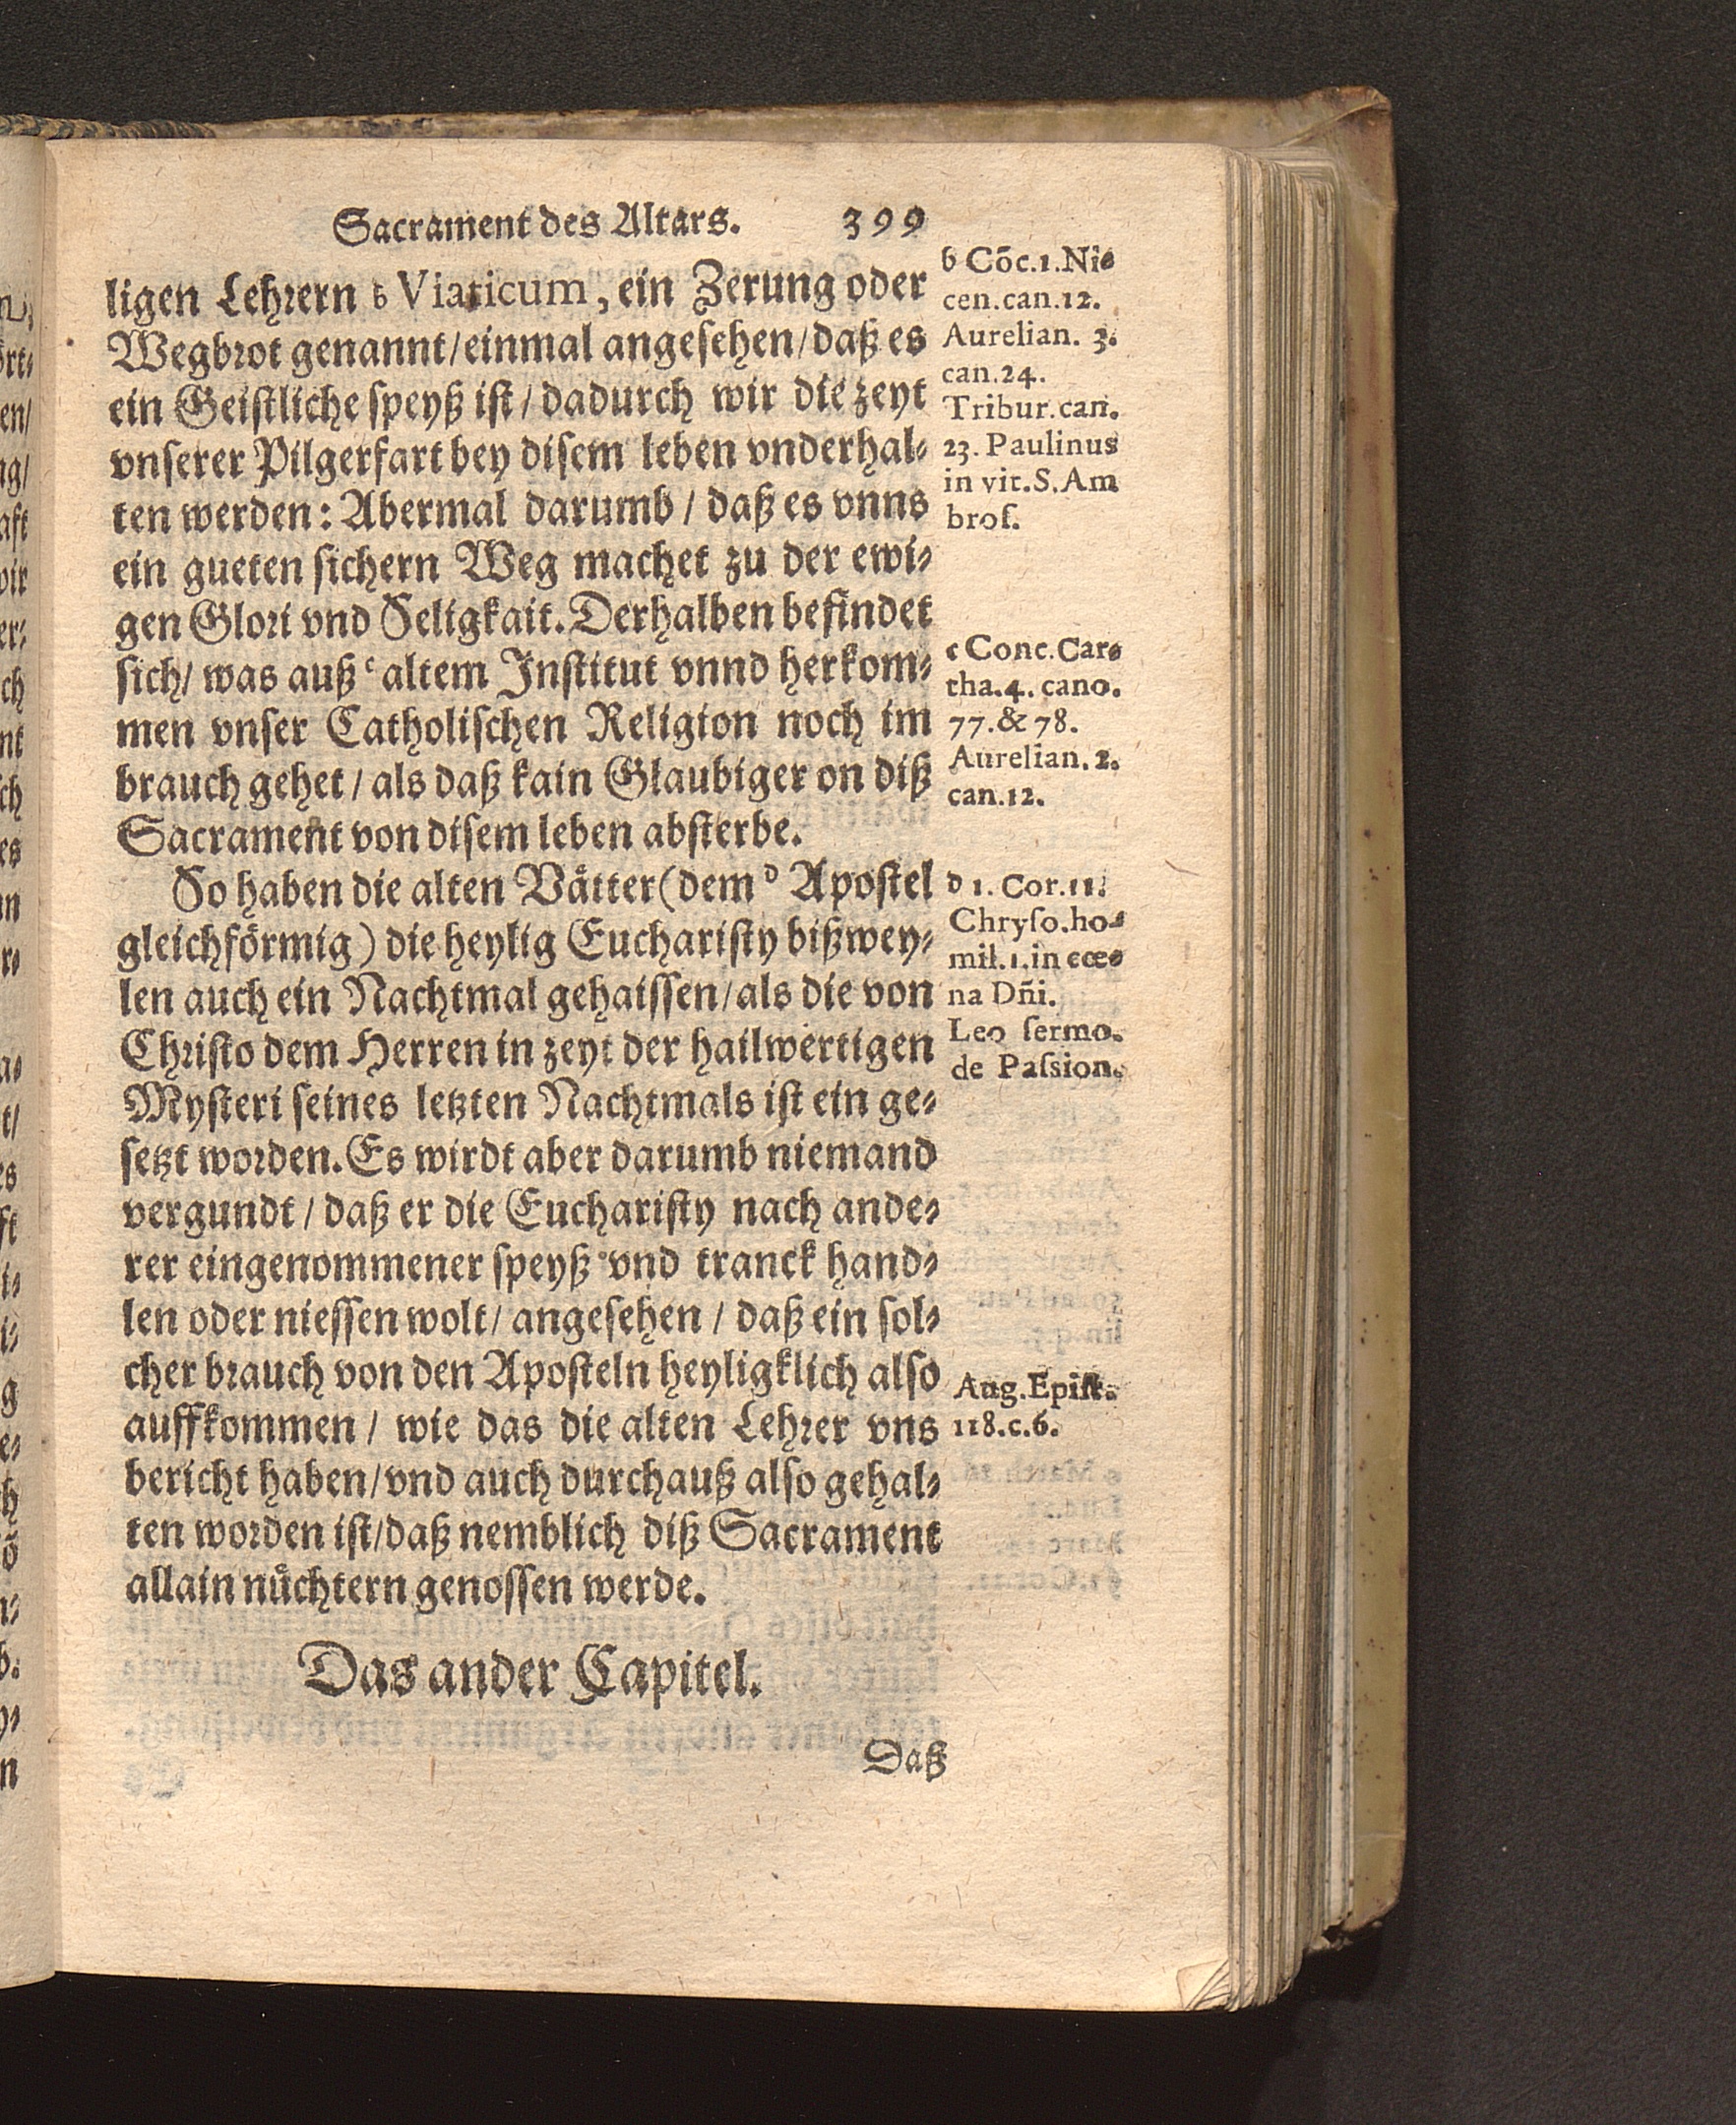 Sacrament des Altars. 399
ligen Lehrern b Viaticum, ein Zerung oder
Wegbrot genannt/einmal angesehen/daß es
ein Geistliche speyß ist/dadurch wir die zeyt
vnserer Pilgerfart bey disem leben vnderhal-
ten werden: Abermal darumb/ daß es vnns
ein gueten sichern Weg machet zu der ewi-
gen Glori vnd Seligkait. Derhalben befindet
sich/ was auß c altem Institut vnnd herkom-
men vnser Catholischen Religion noch im
brauch gehet/ als daß kain Glaubiger on diß
Sacrament von disem leben absterbe.
So haben die alten Vätter (dem d Apostel
gleichförmig) die heylig Eucharisty bißwey-
len auch ein Nachtmal gehaissen/als die von
Christo dem Herren in zeyt der hailwertigen
Mysteri seines letzten Nachtmals ist ein ge-
setzt worden. Es wirdt aber darumb niemand
vergundt/ daß er die Eucharisty nach ande-
rer eingenommener speyß vnd tranck hand-
len oder niessen wolt/ angesehen/ daß ein sol-
cher brauch von den Aposteln heyligklich also
auffkommen/ wie das die alten Lehrer vns
bericht haben/vnd auch durchauß also gehal-
ten worden ist/daß nemblich diß Sacrament
allain nüchtern genossen werde.
Das ander Capitel.
Daß
b Cōc.1.Ni-
cen.can.12.
Aurelian. 3.
can.24.
Tribur.can.
23. Paulinus
in vit.S.Am
bros.
c Conc.Car-
tha.4. cano.
77.& 78.
Aurelian.2.
can.12.
d 1. Cor.11.
Chryso.ho-
mil.1.in cœ-
na Dñi.
Leo sermo.
de Passion.
Aug.Epist.
118.c.6.